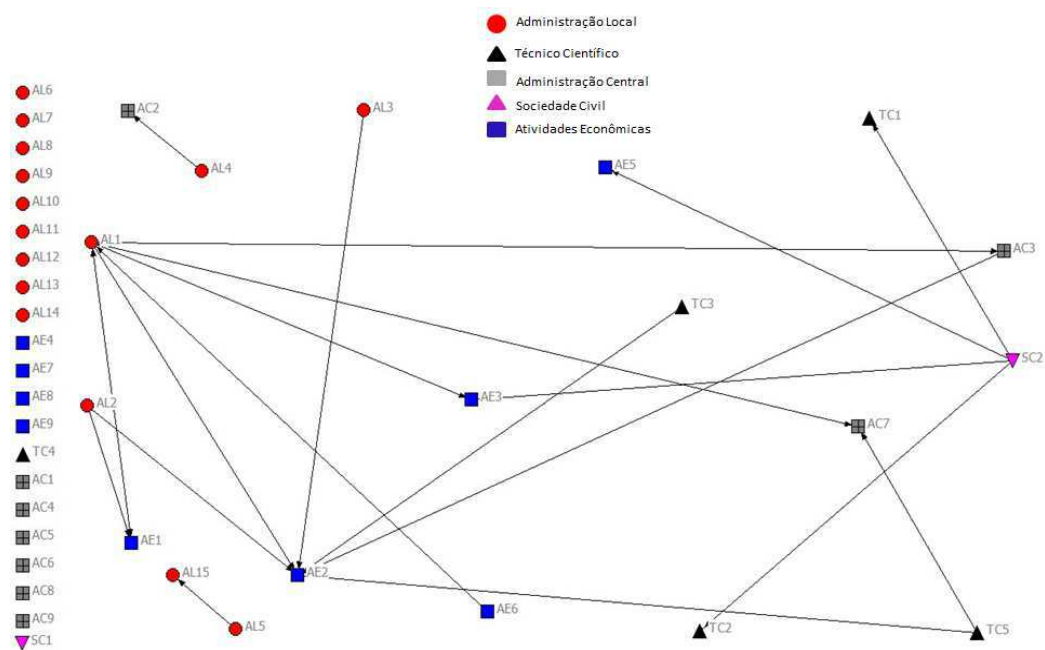 Administração Local
Técnico Científico
Administração Central
Sociedade Civil
Atividades Econômicas
AL6
AL7
AL8
AL9
AL10
AL11
AL12
AL13
AL14
AE4
AE7
AE8
AE9
TC4
AC1
AC4
AC5
AC6
AC8
AC9
SC1
AC2
AL3
TC1
AL4
AE5
AL1
AC3
TC3
SC2
AE3
AL2
AC7
AE1
AL15
AE2
AE6
AL5
TC2
TC5